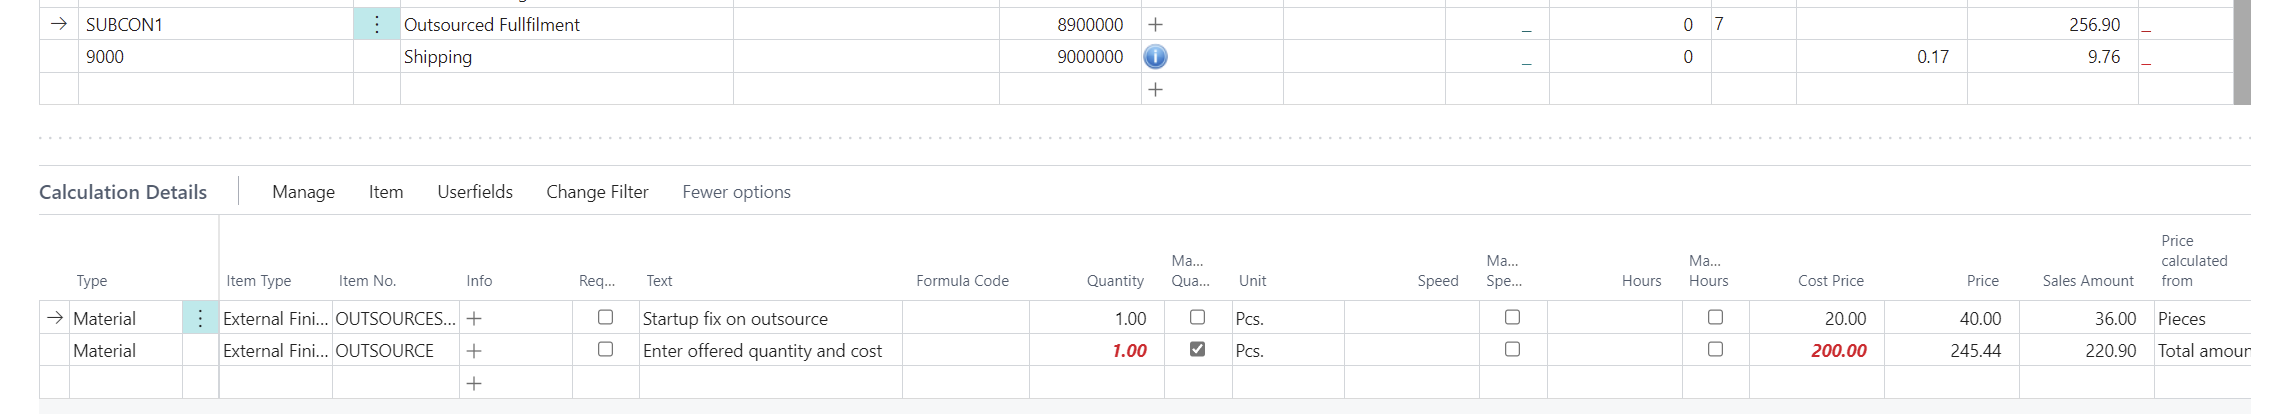 SUBCON1 Outsourced Fullfilment 8900000 + _ 0 7 256.90 _
9000 Shipping 9000000 i _ 0 0.17 9.76 _
+
Calculation Details Manage Item Userfields Change Filter Fewer options
Type Item Type Item No. Info Req... Text Formula Code Quantity Ma... Qua... Unit Speed Ma... Spe... Hours Ma... Hours Cost Price Price Sales Amount Price calculated from
Material External Fini... OUTSOURCES... + Startup fix on outsource 1.00 Pcs. 20.00 40.00 36.00 Pieces
Material External Fini... OUTSOURCE + Enter offered quantity and cost 1.00 Pcs. 200.00 245.44 220.90 Total amour
+